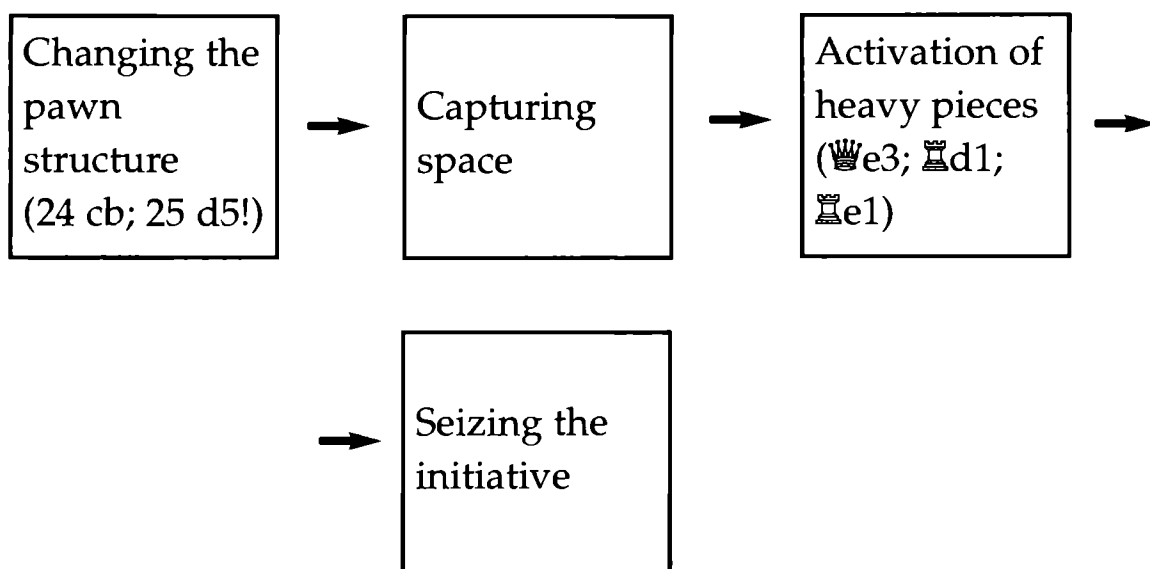 Changing the
pawn
structure
(24 cb; 25 d5!)
Capturing
space
Activation of
heavy pieces
(♕e3; ♖d1;
♖e1)
Seizing the
initiative